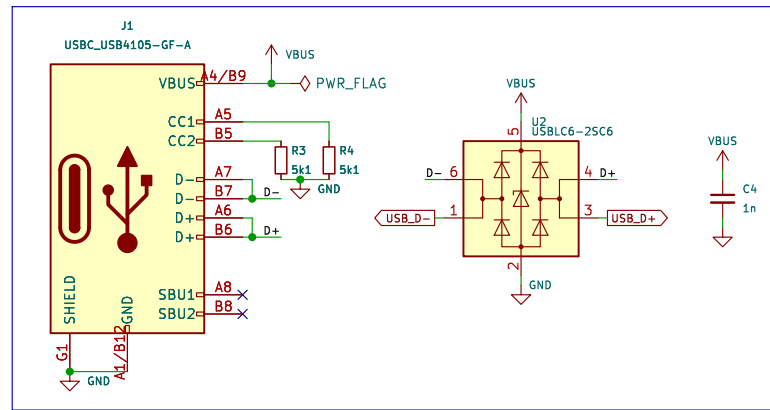 J1
USBC_USB4105-GF-A
VBUS
A4/B9
VBUS
PWR_FLAG
CC1
A5
CC2
B5
R3
5k1
R4
5k1
GND
D-
A7
D-
B7
D-
D+
A6
D+
B6
D+
SBU1
A8
SBU2
B8
SHIELD
GND
G1
A1/B12
GND
VBUS
U2
USBLC6-2SC6
5
D-
6
4
D+
USB_D-
1
3
USB_D+
2
GND
VBUS
C4
1n